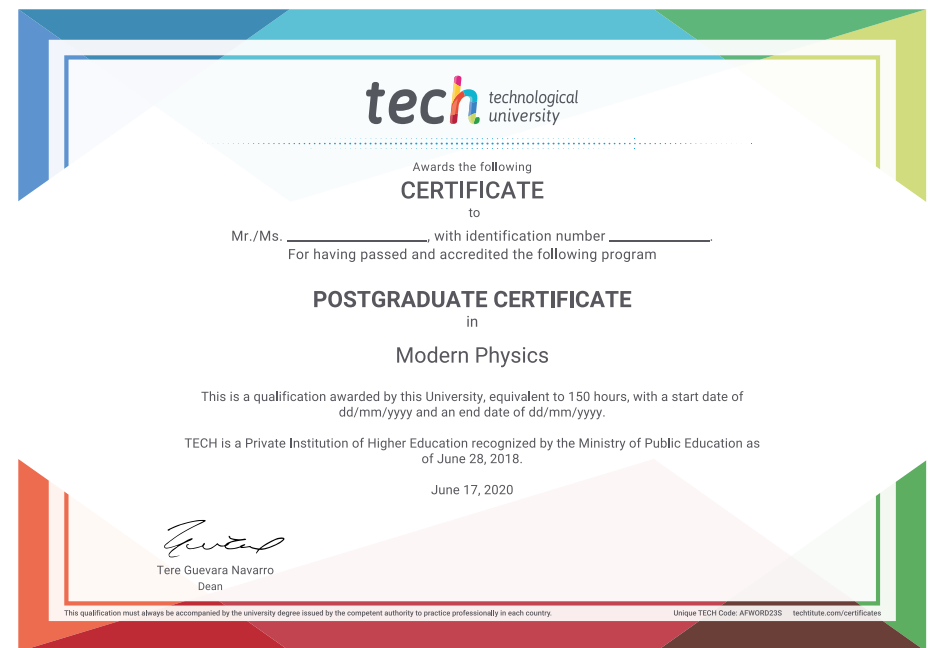 tech technological
university
Awards the following
CERTIFICATE
to
Mr./Ms. ____________________, with identification number ______________.
For having passed and accredited the following program
POSTGRADUATE CERTIFICATE
in
Modern Physics
This is a qualification awarded by this University, equivalent to 150 hours, with a start date of
dd/mm/yyyy and an end date of dd/mm/yyyy.
TECH is a Private Institution of Higher Education recognized by the Ministry of Public Education as
of June 28, 2018.
June 17, 2020
Tere Guevara Navarro
Dean
This qualification must always be accompanied by the university degree issued by the competent authority to practice professionally in each country. Unique TECH Code: AFWORD23S techtitute.com/certificates